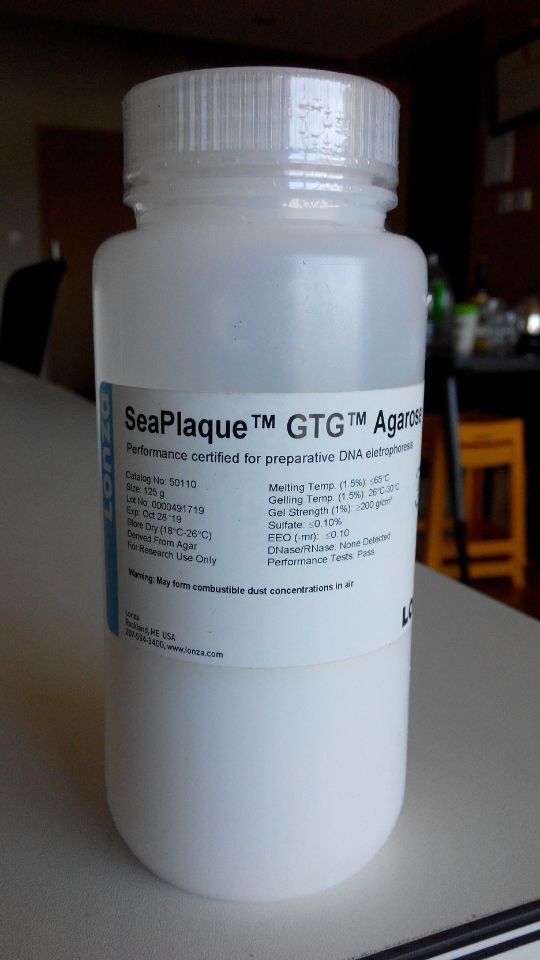 Lonza
SeaPlaque™ GTG™ Agarose
Performance certified for preparative DNA eletrophoresis
Catalog No: 50110
Size: 125 g
Lot No. 0000491719
Exp: Oct 28 '19
Store Dry (18°C-26°C)
Derived From Agar
For Research Use Only
Melting Temp. (1.5%): ≤65°C
Gelling Temp. (1.5%): 26°C-30°C
Gel Strength (1%): ≥200 g/cm²
Sulfate: ≤0.10%
EEO (-mr): ≤0.10
DNase/RNase: None Detected
Performance Tests: Pass
Warning: May form combustible dust concentrations in air
Lonza
Rockland, ME USA
207-594-3400, www.lonza.com